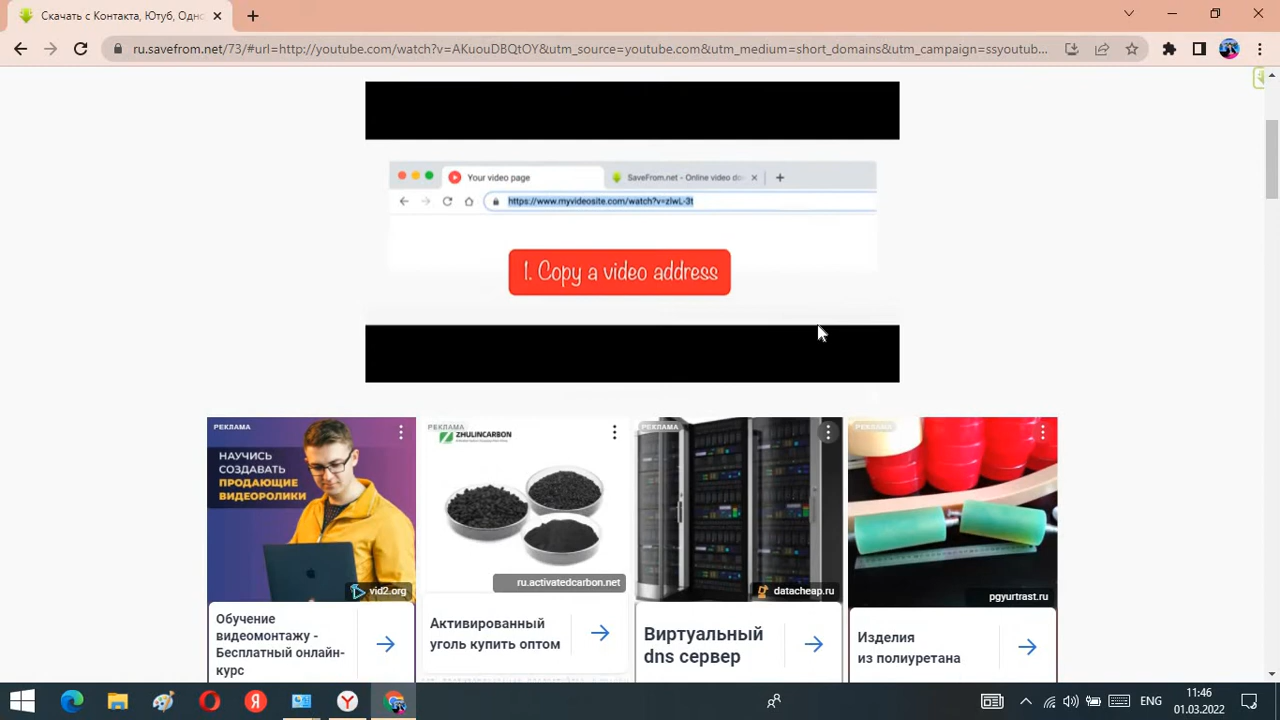 Скачать с Контакта, Ютуб, Одно
ru.savefrom.net/73/#url=http://youtube.com/watch?v=AKuouDBQtOY&utm_source=youtube.com&utm_medium=short_domains&utm_campaign=ssyoutub...
Your video page
SaveFrom.net - Online video do
https://www.myvideosite.com/watch?v=zlwL-3t
1. Copy a video address
РЕКЛАМА
НАУЧИСЬ
СОЗДАВАТЬ
ПРОДАЮЩИЕ
ВИДЕОРОЛИКИ
vid2.org
Обучение
видеомонтажу -
Бесплатный онлайн-
курс
РЕКЛАМА
ZHULINCARBON
ru.activatedcarbon.net
Активированный
уголь купить оптом
РЕКЛАМА
datacheap.ru
Виртуальный
dns сервер
РЕКЛАМА
pgyurtrast.ru
Изделия
из полиуретана
ENG
11:46
01.03.2022